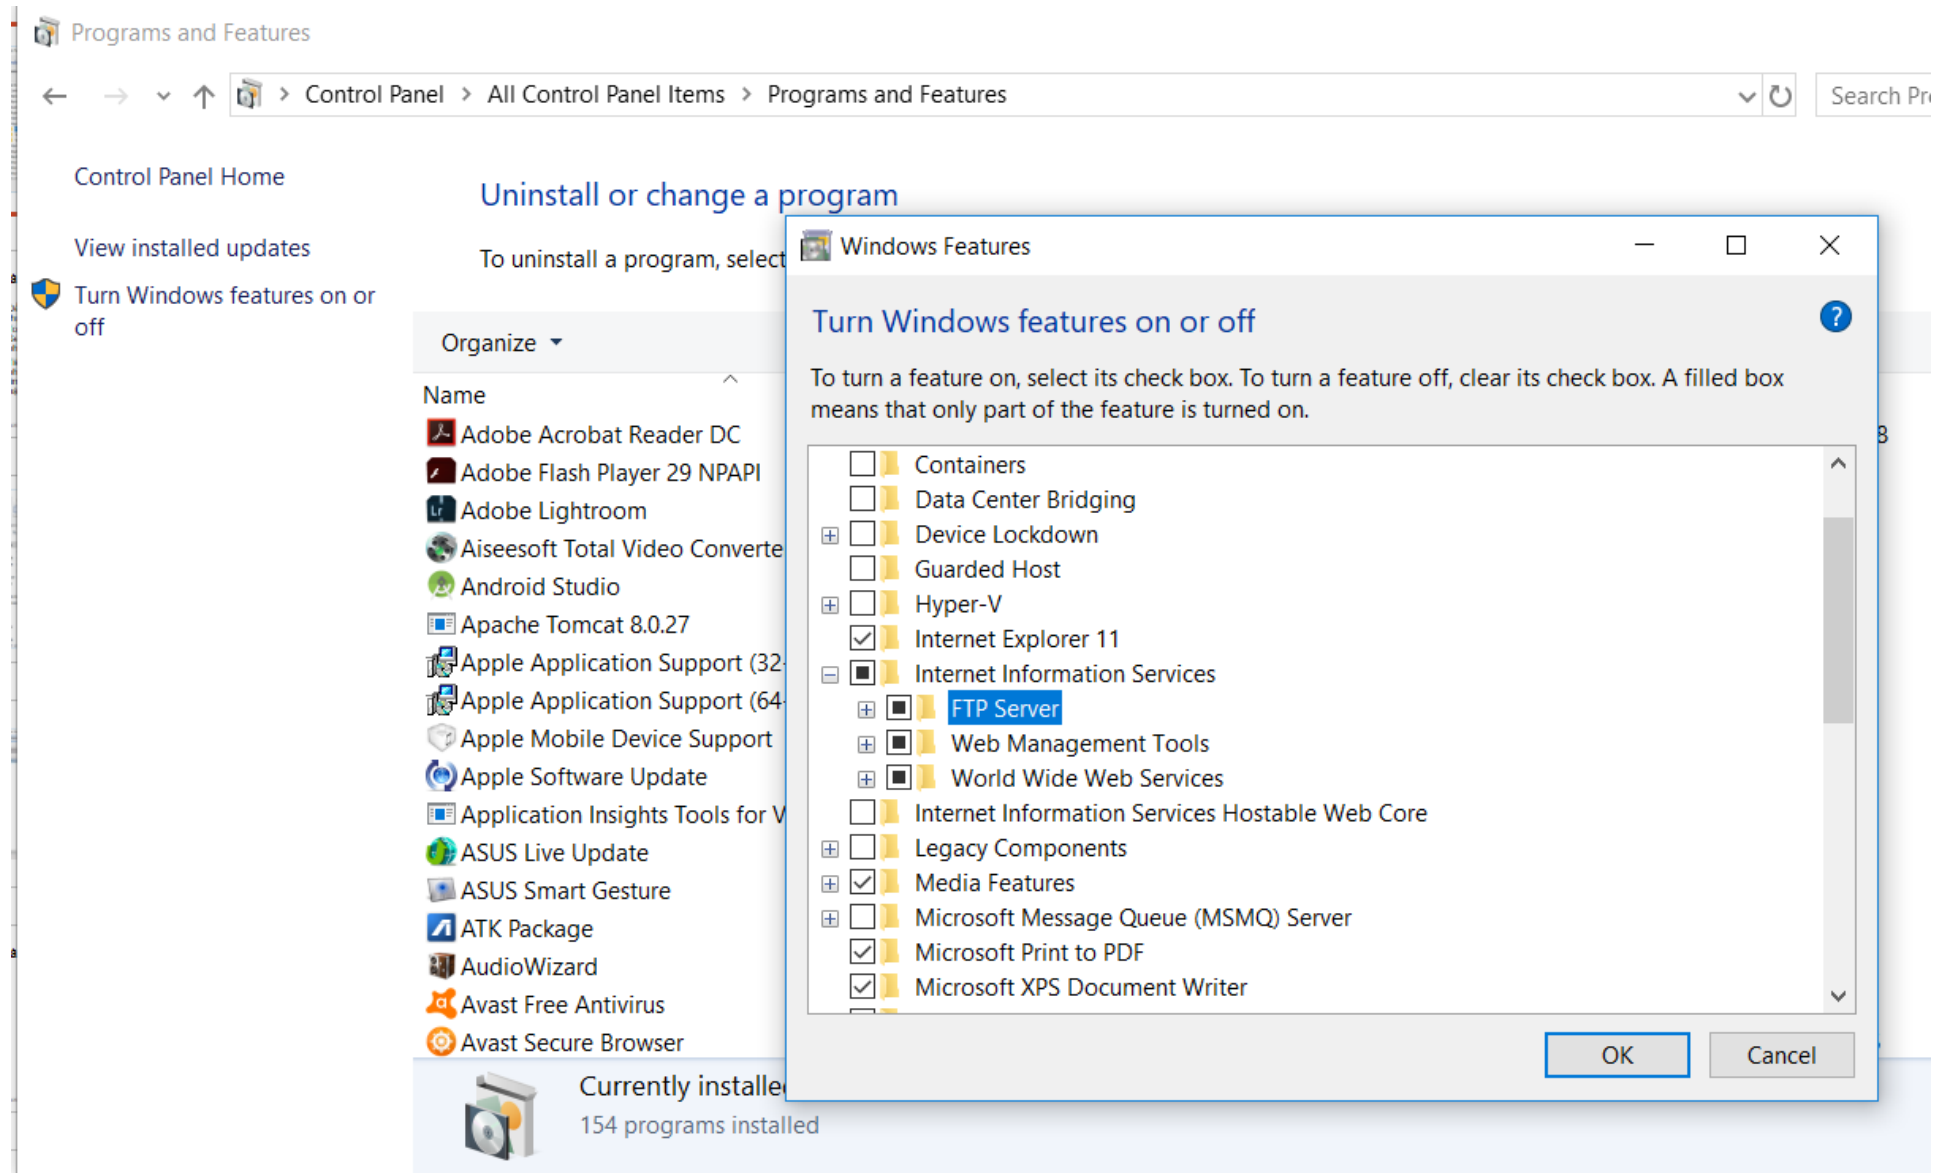 Programs and Features
Control Panel > All Control Panel Items > Programs and Features
Search Pr
Control Panel Home
View installed updates
Turn Windows features on or
off
Uninstall or change a program
To uninstall a program, select
Organize
Name
Adobe Acrobat Reader DC
Adobe Flash Player 29 NPAPI
Adobe Lightroom
Aiseesoft Total Video Converte
Android Studio
Apache Tomcat 8.0.27
Apple Application Support (32-
Apple Application Support (64-
Apple Mobile Device Support
Apple Software Update
Application Insights Tools for V
ASUS Live Update
ASUS Smart Gesture
ATK Package
AudioWizard
Avast Free Antivirus
Avast Secure Browser
Currently installe
154 programs installed
Windows Features
Turn Windows features on or off
?
To turn a feature on, select its check box. To turn a feature off, clear its check box. A filled box
means that only part of the feature is turned on.
8
Containers
Data Center Bridging
Device Lockdown
Guarded Host
Hyper-V
Internet Explorer 11
Internet Information Services
FTP Server
Web Management Tools
World Wide Web Services
Internet Information Services Hostable Web Core
Legacy Components
Media Features
Microsoft Message Queue (MSMQ) Server
Microsoft Print to PDF
Microsoft XPS Document Writer
OK
Cancel